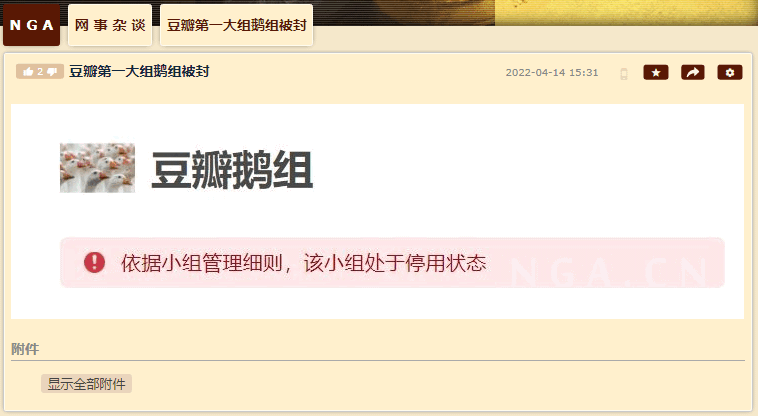 NGA 网事杂谈 豆瓣第一大组鹅组被封
2 豆瓣第一大组鹅组被封 2022-04-14 15:31
豆瓣鹅组
依据小组管理细则，该小组处于停用状态
NGA.CN
附件
显示全部附件